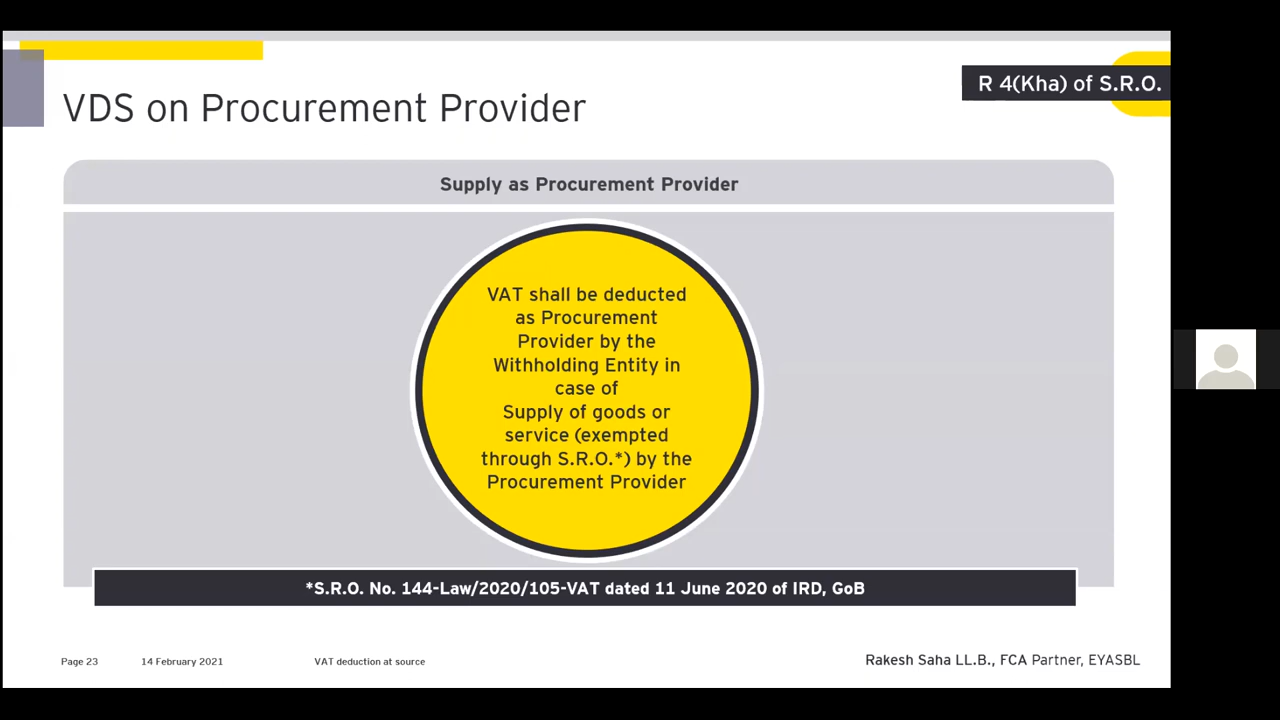 R 4(Kha) of S.R.O.
VDS on Procurement Provider
Supply as Procurement Provider
VAT shall be deducted
as Procurement
Provider by the
Withholding Entity in
case of
Supply of goods or
service (exempted
through S.R.O.*) by the
Procurement Provider
*S.R.O. No. 144-Law/2020/105-VAT dated 11 June 2020 of IRD, GoB
Page 23 14 February 2021 VAT deduction at source Rakesh Saha LL.B., FCA Partner, EYASBL